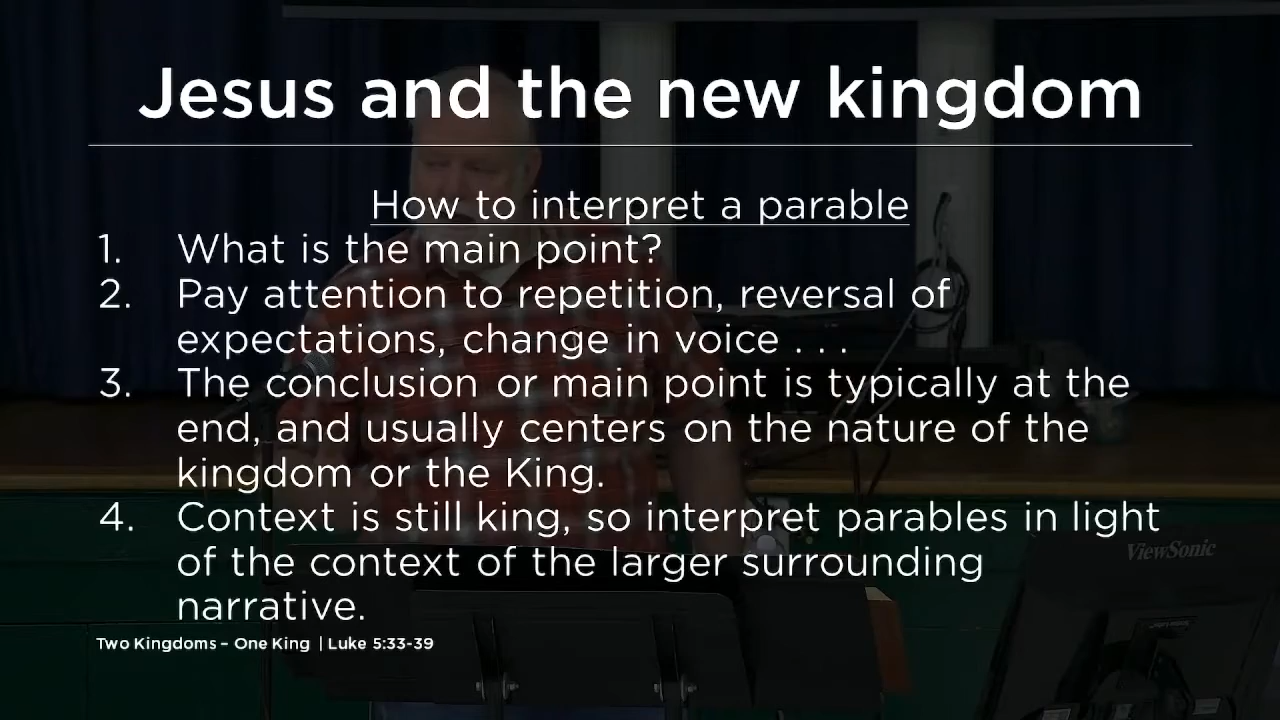 Jesus and the new kingdom
How to interpret a parable
1. What is the main point?
2. Pay attention to repetition, reversal of
expectations, change in voice . . .
3. The conclusion or main point is typically at the
end, and usually centers on the nature of the
kingdom or the King.
4. Context is still king, so interpret parables in light
of the context of the larger surrounding
narrative.
Two Kingdoms – One King | Luke 5:33-39
ViewSonic